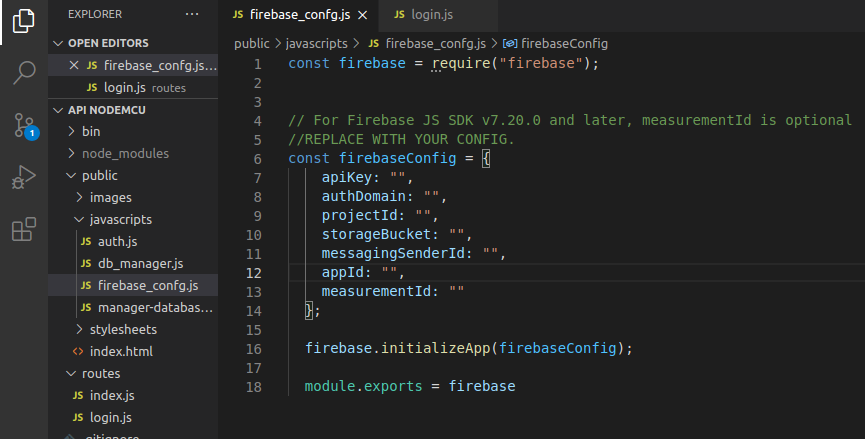 EXPLORER ···
OPEN EDITORS
JS firebase_confg.js...
JS login.js routes
1
API NODEMCU
bin
node_modules
public
images
javascripts
JS auth.js
JS db_manager.js
JS firebase_confg.js
JS manager-databas...
stylesheets
<> index.html
routes
JS index.js
JS login.js
.gitignore
JS firebase_confg.js × JS login.js
public > javascripts > JS firebase_confg.js > firebaseConfig
1 const firebase = require("firebase");
2
3
4 // For Firebase JS SDK v7.20.0 and later, measurementId is optional
5 //REPLACE WITH YOUR CONFIG.
6 const firebaseConfig = {
7 apiKey: "",
8 authDomain: "",
9 projectId: "",
10 storageBucket: "",
11 messagingSenderId: "",
12 appId: "",
13 measurementId: ""
14 };
15
16 firebase.initializeApp(firebaseConfig);
17
18 module.exports = firebase